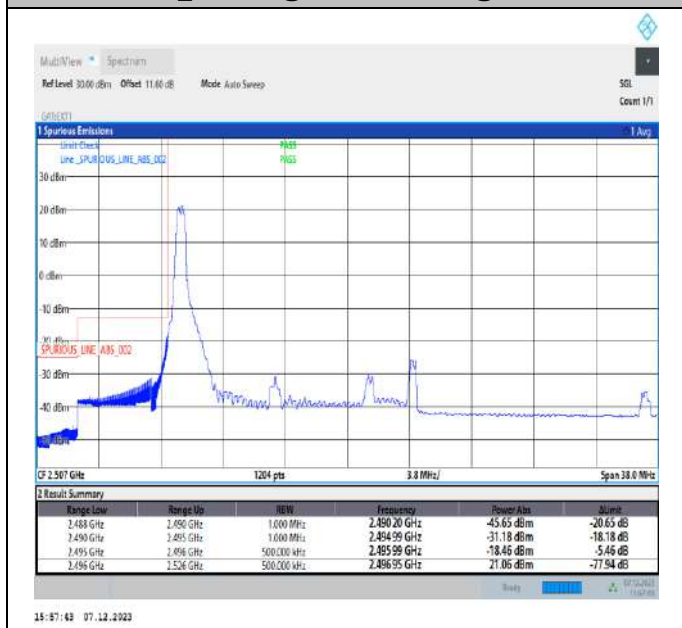 MultiView Spectrum
Ref Level 30.00 dBm Offset 11.60 dB Mode Auto Sweep SGL
Count 1/1
1 Spurious Emissions 1 Avg
Limit Check PASS
Line _SPURIOUS_LINE_ABS_002 PASS
30 dBm
20 dBm
10 dBm
0 dBm
-10 dBm
-20 dBm
SPURIOUS_LINE_ABS_002
-30 dBm
-40 dBm
CF 2.507 GHz 1204 pts 3.8 MHz/ Span 38.0 MHz
2 Result Summary
Range Low Range Up RBW Frequency Power Abs ΔLimit
2.488 GHz 2.490 GHz 1.000 MHz 2.49020 GHz -45.65 dBm -20.65 dB
2.490 GHz 2.495 GHz 1.000 MHz 2.49499 GHz -31.18 dBm -18.18 dB
2.495 GHz 2.496 GHz 500.000 kHz 2.49599 GHz -18.46 dBm -5.46 dB
2.496 GHz 2.526 GHz 500.000 kHz 2.49695 GHz 21.06 dBm -77.94 dB
Ready
15:57:43 07.12.2023